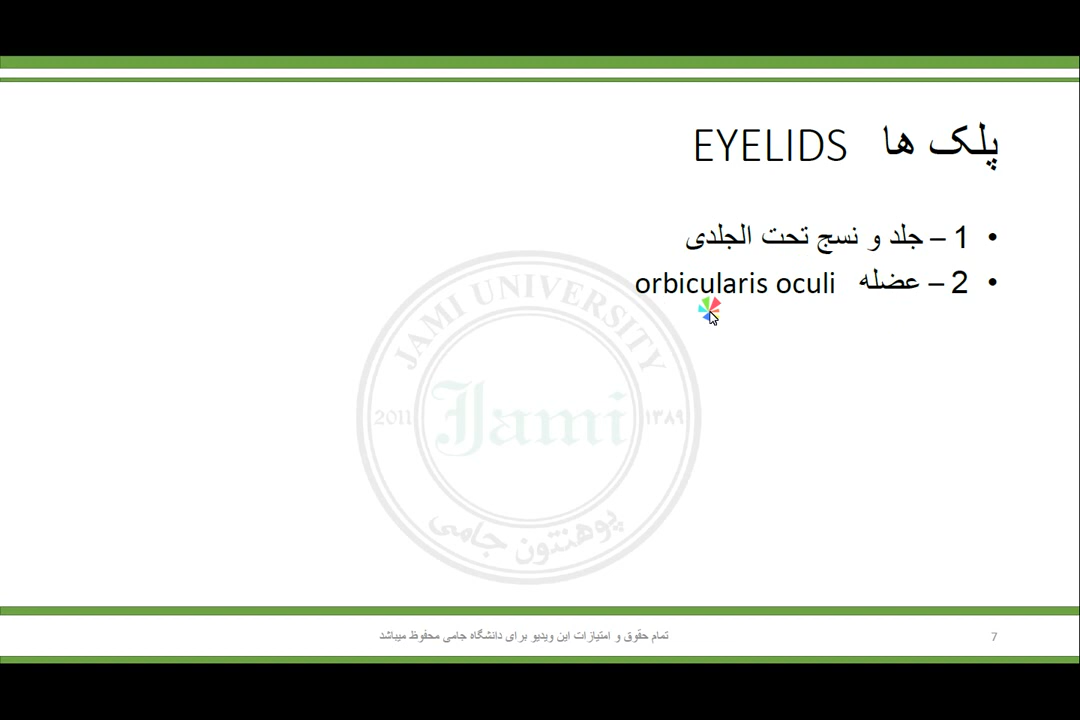 پلک ها   EYELIDS
• 1 – جلد و نسج تحت الجلدی
• 2 – عضله   orbicularis oculi
JAMI UNIVERSITY
2011
Jami
۱۳۸۹
پوهنتون جامی
تمام حقوق و امتیازات این ویدیو برای دانشگاه جامی محفوظ میباشد
7